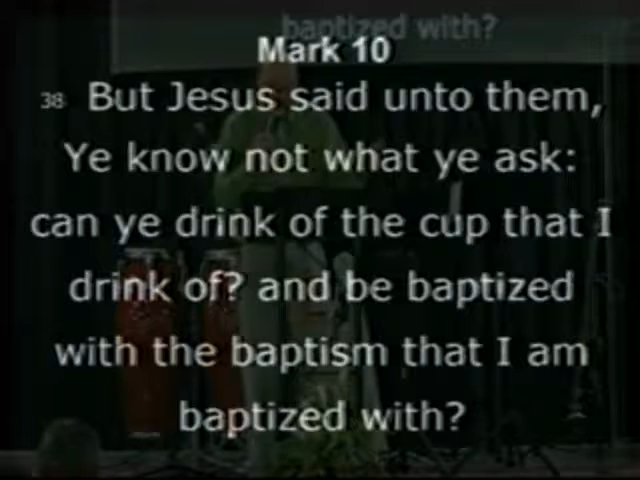 baptized with?
Mark 10
38 But Jesus said unto them,
Ye know not what ye ask:
can ye drink of the cup that I
drink of? and be baptized
with the baptism that I am
baptized with?